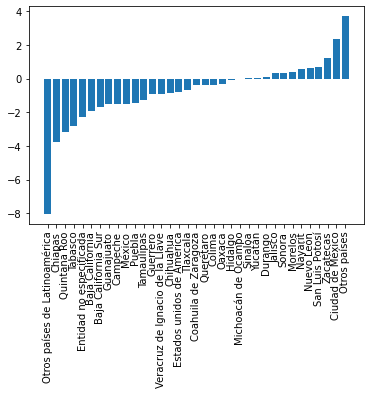 4
2
0
−2
−4
−6
−8
Otros países de Latinoamérica
Chiapas
Quintana Roo
Tabasco
Entidad no especificada
Baja California
Baja California Sur
Guanajuato
Campeche
México
Puebla
Tamaulipas
Guerrero
Veracruz de Ignacio de la Llave
Chihuahua
Estados unidos de América
Tlaxcala
Coahuila de Zaragoza
Querétaro
Colima
Oaxaca
Hidalgo
Michoacán de Ocampo
Sinaloa
Yucatán
Durango
Jalisco
Sonora
Morelos
Nayarit
Nuevo León
San Luis Potosí
Zacatecas
Ciudad de México
Otros países